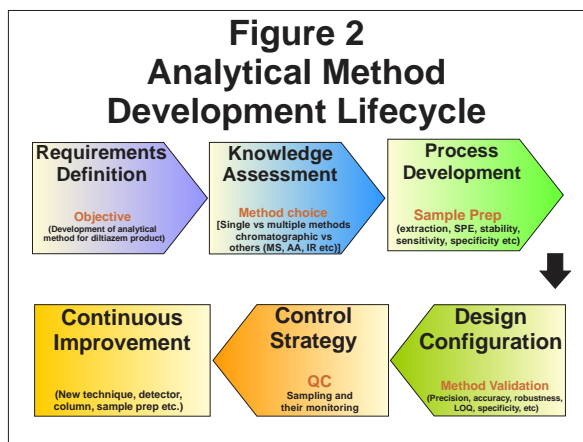 Figure 2
Analytical Method
Development Lifecycle
Requirements
Definition
Objective
(Development of analytical
method for diltiazem product)
Knowledge
Assessment
Method choice
[Single vs multiple methods
chromatographic vs
others (MS, AA, IR etc)]
Process
Development
Sample Prep
(extraction, SPE, stability,
sensitivity, specificity etc)
Design
Configuration
Method Validation
(Precision, accuracy, robustness,
LOQ, specificity, etc)
Control
Strategy
QC
Sampling and
their monitoring
Continuous
Improvement
(New technique, detector,
column, sample prep etc.)